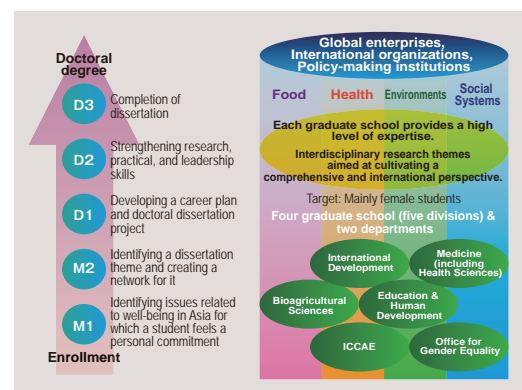 Doctoral
degree
D3
Completion of
dissertation
D2
Strengthening research,
practical, and leadership
skills
D1
Developing a career plan
and doctoral dissertation
project
M2
Identifying a dissertation
theme and creating a
network for it
M1
Identifying issues related
to well-being in Asia for
which a student feels a
personal commitment
Enrollment
Global enterprises,
International organizations,
Policy-making institutions
Food
Health
Environments
Social
Systems
Each graduate school provides a high
level of expertise.
Interdisciplinary research themes
aimed at cultivating a
comprehensive and international perspective.
Target: Mainly female students
Four graduate school (five divisions) &
two departments
International
Development
Medicine
(including
Health Sciences)
Bioagricultural
Sciences
Education &
Human
Development
ICCAE
Office for
Gender Equality